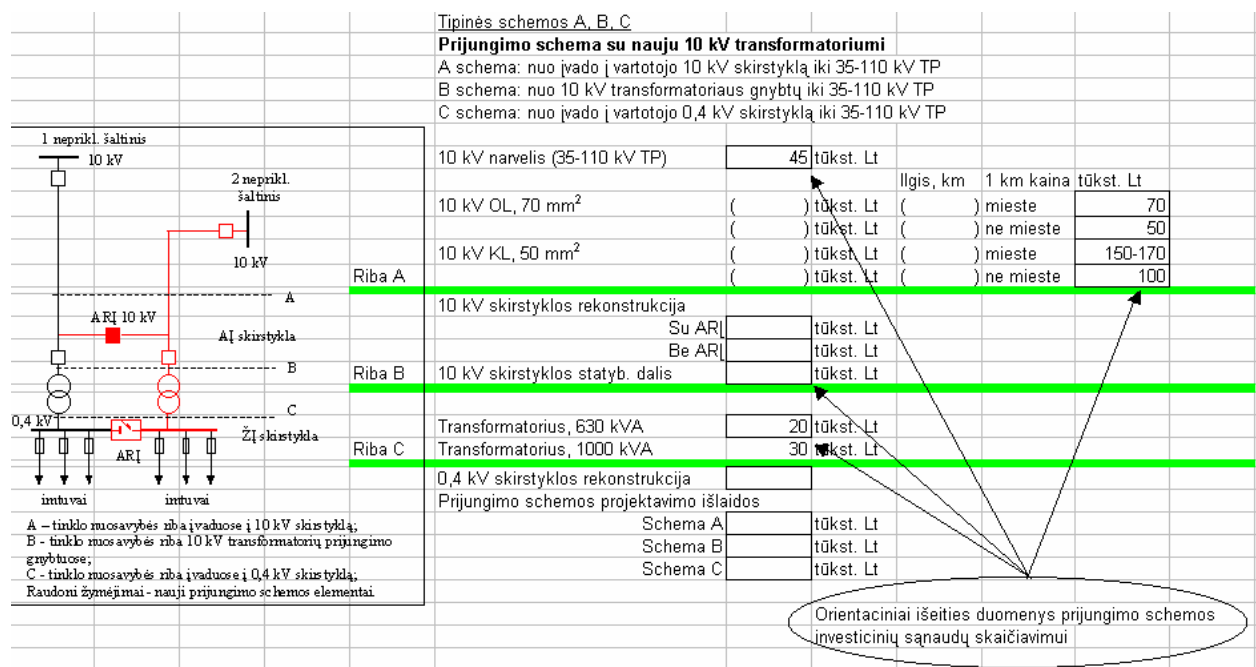 Tipinės schemos A, B, C
Prijungimo schema su nauju 10 kV transformatoriumi
A schema: nuo įvado į vartotojo 10 kV skirstyklą iki 35-110 kV TP
B schema: nuo 10 kV transformatoriaus gnybtų iki 35-110 kV TP
C schema: nuo įvado į vartotojo 0,4 kV skirstyklą iki 35-110 kV TP
1 neprikl. šaltinis
10 kV
2 neprikl.
šaltinis
10 kV
A
ARĮ 10 kV
AĮ skirstykla
B
C
0,4 kV
ŽĮ skirstykla
ARĮ
imtuvai imtuvai
A – tinklo nuosavybės riba įvaduose į 10 kV skirstyklą;
B - tinklo nuosavybės riba 10 kV transformatorių prijungimo
gnybtuose;
C - tinklo nuosavybės riba įvaduose į 0,4 kV skirstyklą;
Raudoni žymėjimai - nauji prijungimo schemos elementai
10 kV narvelis (35-110 kV TP) 45 tūkst. Lt
Ilgis, km 1 km kaina tūkst. Lt
10 kV OL, 70 mm² ( ) tūkst. Lt ( ) mieste 70
( ) tūkst. Lt ( ) ne mieste 50
10 kV KL, 50 mm² ( ) tūkst. Lt ( ) mieste 150-170
Riba A ( ) tūkst. Lt ( ) ne mieste 100
10 kV skirstyklos rekonstrukcija
Su ARĮ tūkst. Lt
Be ARĮ tūkst. Lt
Riba B 10 kV skirstyklos statyb. dalis tūkst. Lt
Transformatorius, 630 kVA 20 tūkst. Lt
Riba C Transformatorius, 1000 kVA 30 tūkst. Lt
0,4 kV skirstyklos rekonstrukcija
Prijungimo schemos projektavimo išlaidos
Schema A tūkst. Lt
Schema B tūkst. Lt
Schema C tūkst. Lt
Orientaciniai išeities duomenys prijungimo schemos
investicinių sąnaudų skaičiavimui